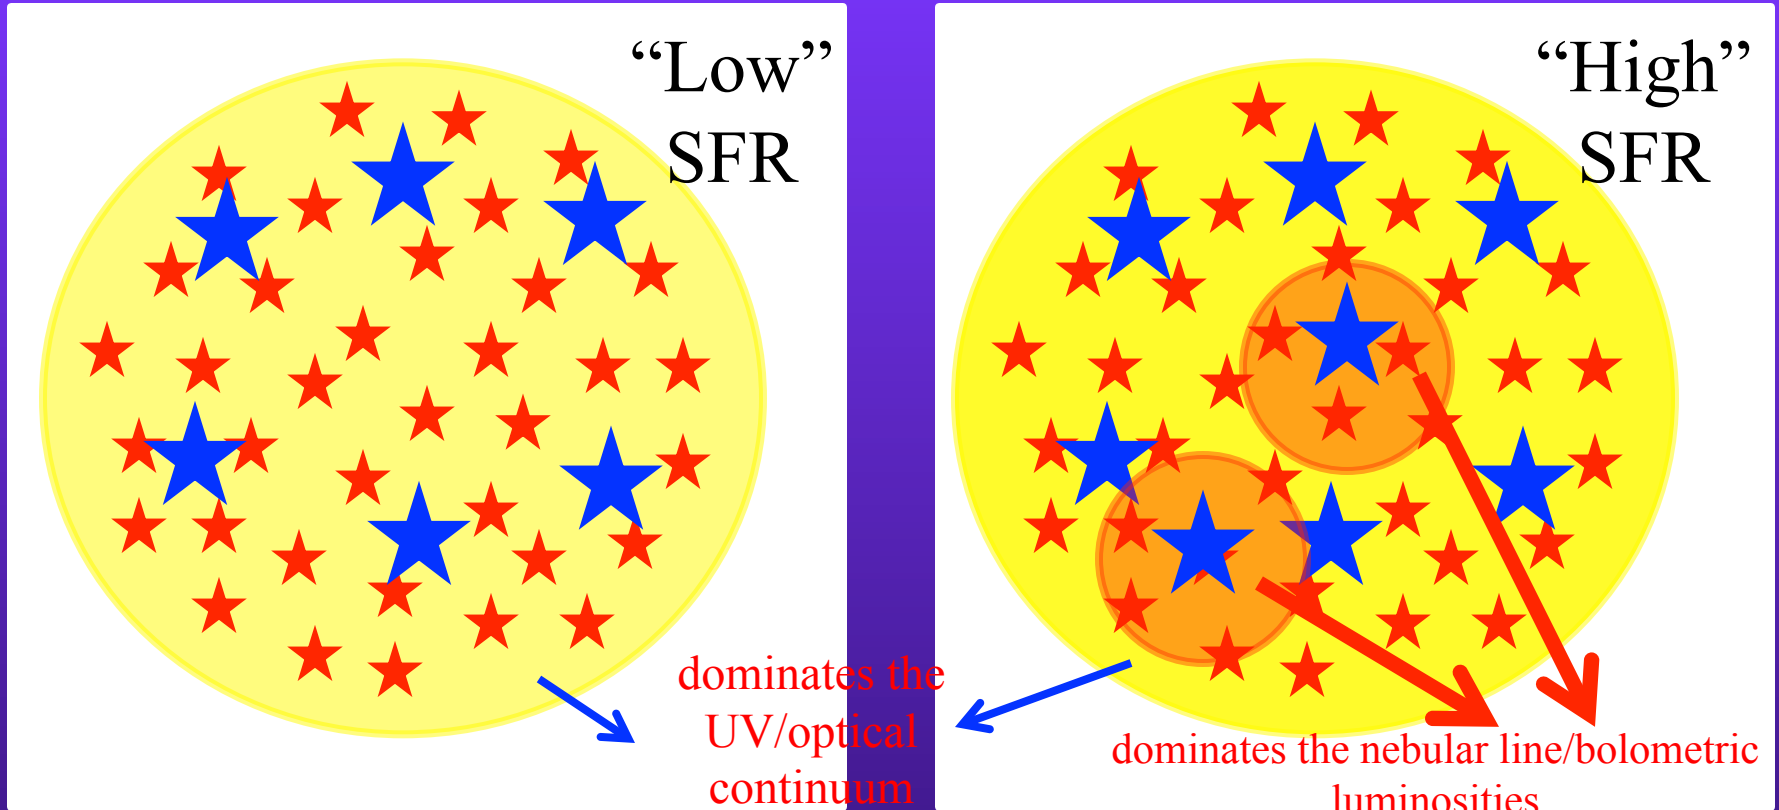 “Low”
SFR
“High”
SFR
dominates the
UV/optical
continuum
dominates the nebular line/bolometric
luminosities